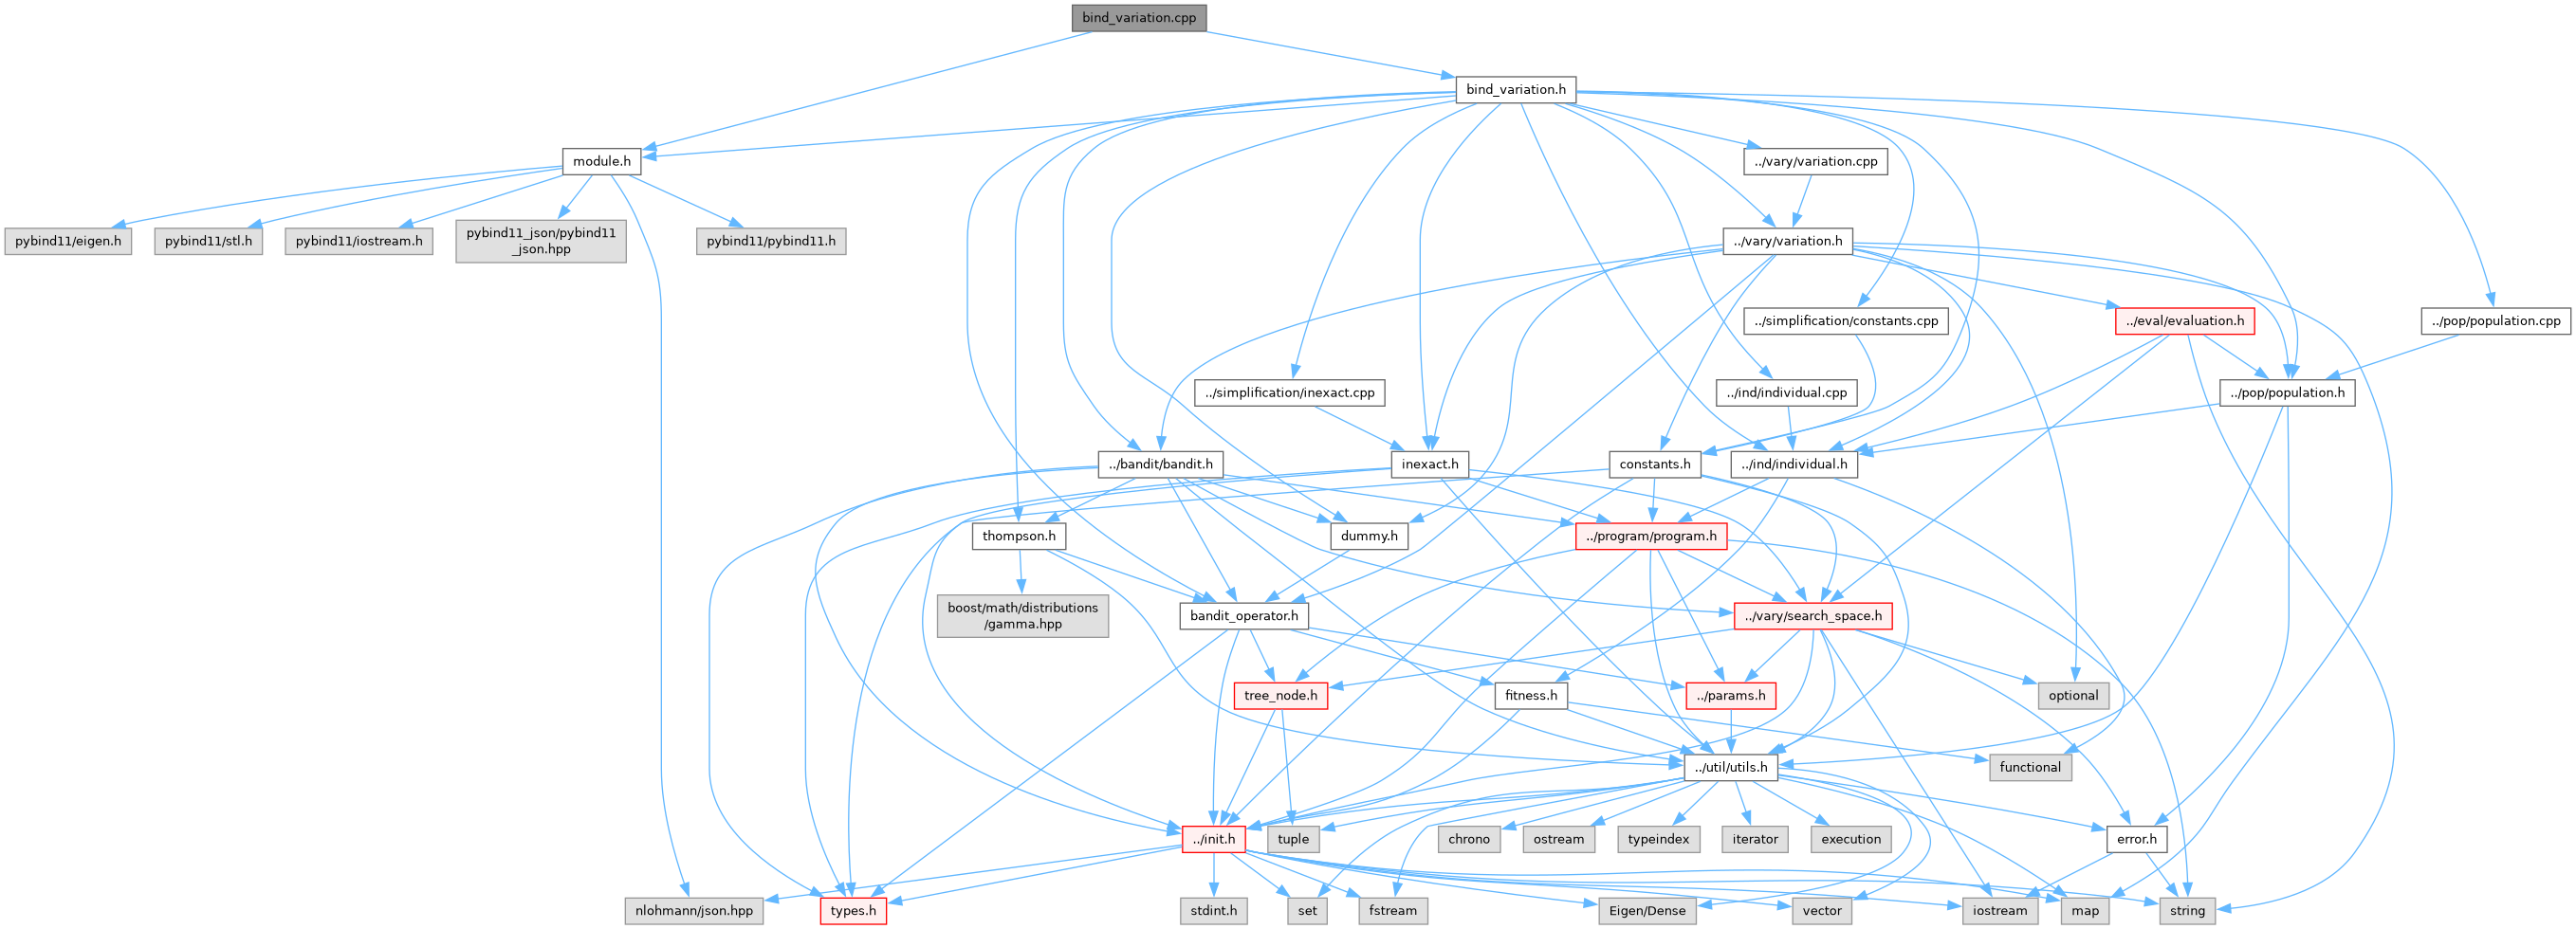 bind_variation.cpp
bind_variation.h
module.h
../vary/variation.cpp
pybind11/eigen.h
pybind11/stl.h
pybind11/iostream.h
pybind11_json/pybind11
_json.hpp
pybind11/pybind11.h
../vary/variation.h
../simplification/constants.cpp
../eval/evaluation.h
../pop/population.cpp
../simplification/inexact.cpp
../ind/individual.cpp
../pop/population.h
../bandit/bandit.h
inexact.h
constants.h
../ind/individual.h
thompson.h
dummy.h
../program/program.h
boost/math/distributions
/gamma.hpp
bandit_operator.h
../vary/search_space.h
tree_node.h
fitness.h
../params.h
optional
../util/utils.h
functional
../init.h
tuple
chrono
ostream
typeindex
iterator
execution
error.h
nlohmann/json.hpp
types.h
stdint.h
set
fstream
Eigen/Dense
vector
iostream
map
string